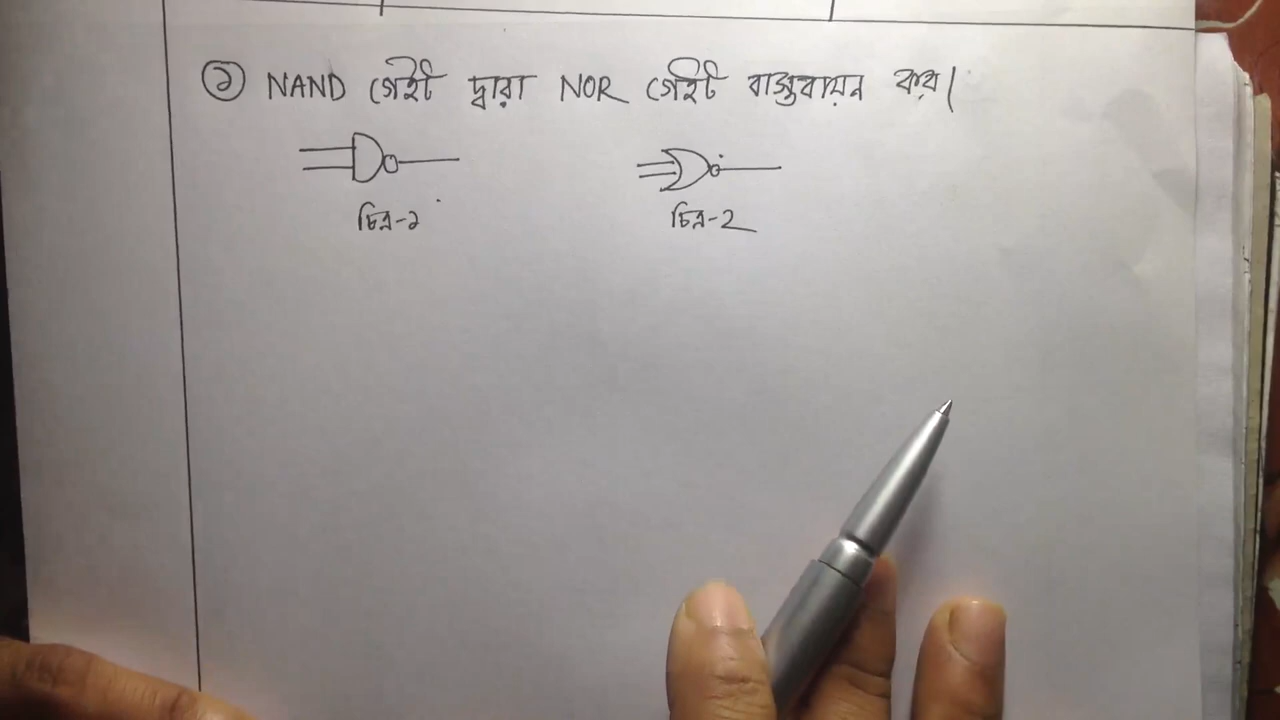 ১ NAND গেইট দ্বারা NOR গেইট বাস্তবায়ন কর।
চিত্র-১ চিত্র-2